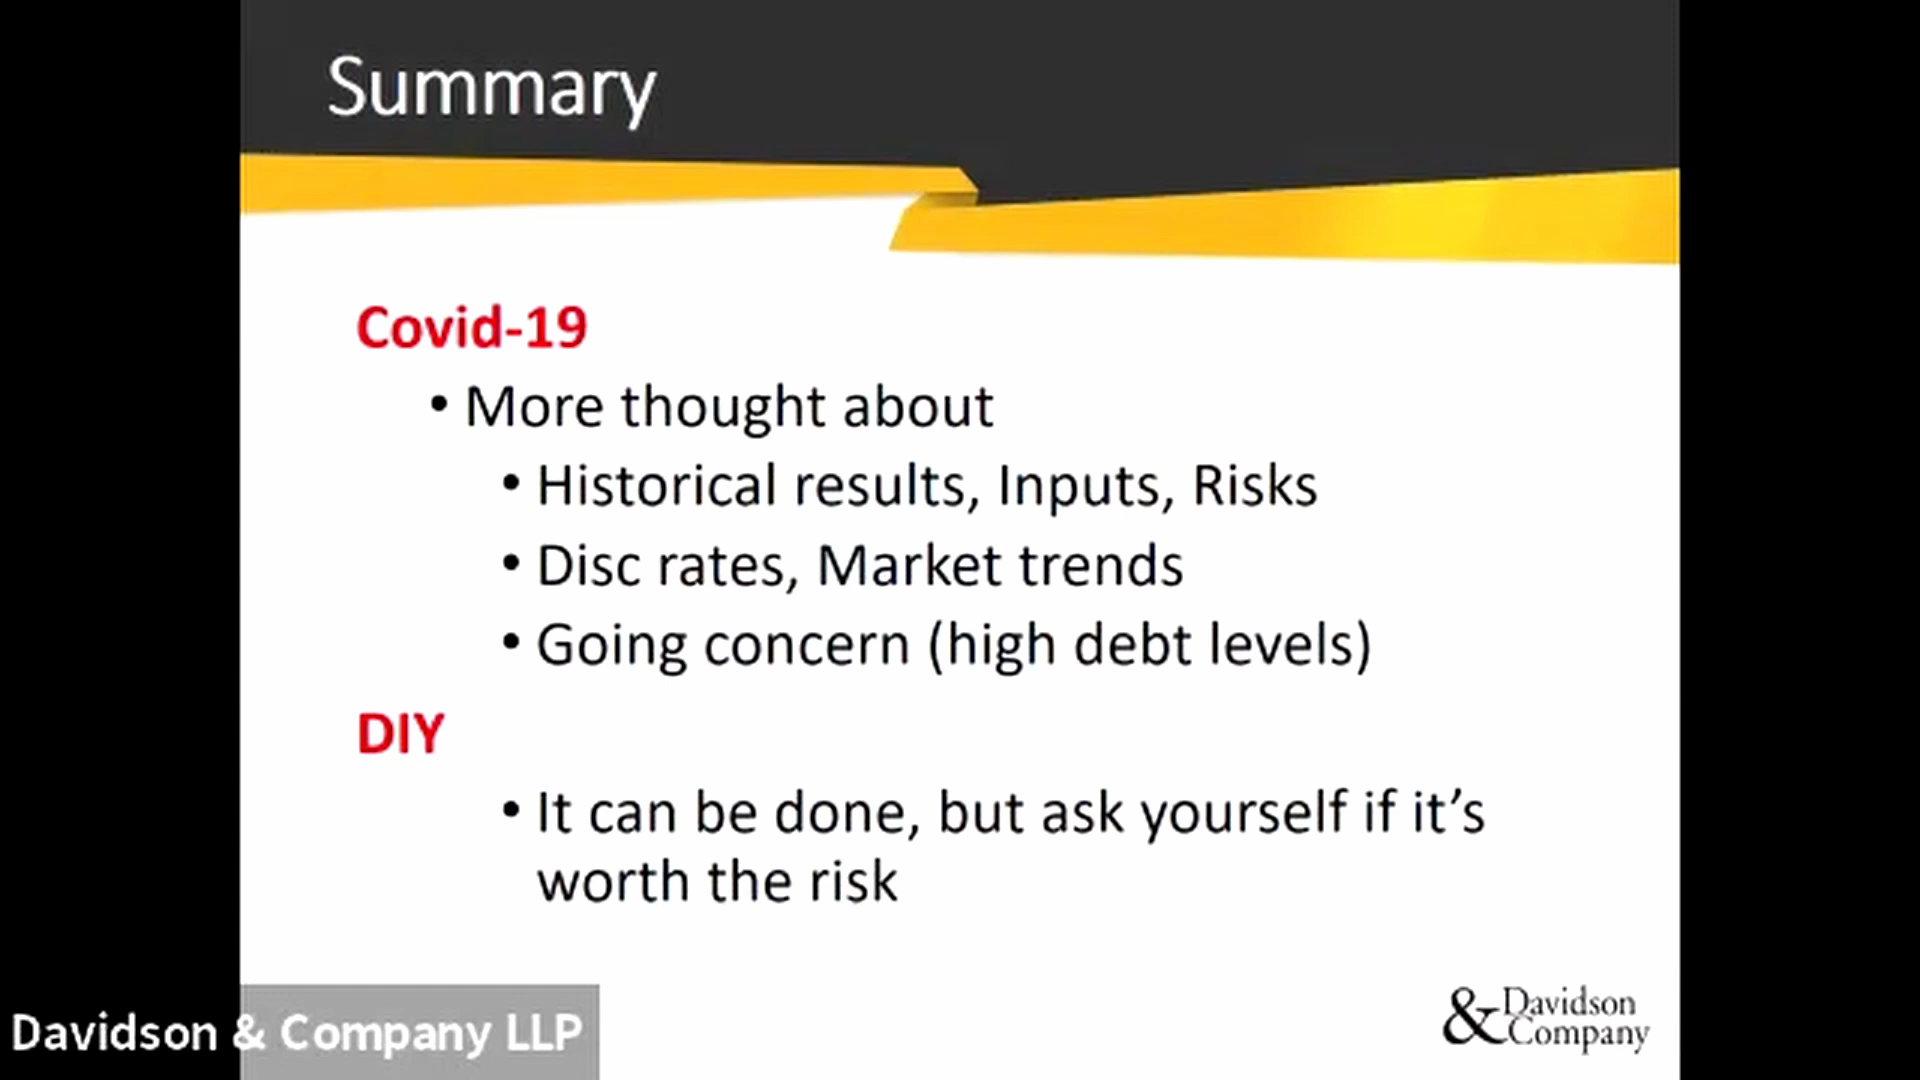 Summary
Covid-19
• More thought about
• Historical results, Inputs, Risks
• Disc rates, Market trends
• Going concern (high debt levels)
DIY
• It can be done, but ask yourself if it’s
worth the risk
Davidson & Company LLP
& Davidson
Company